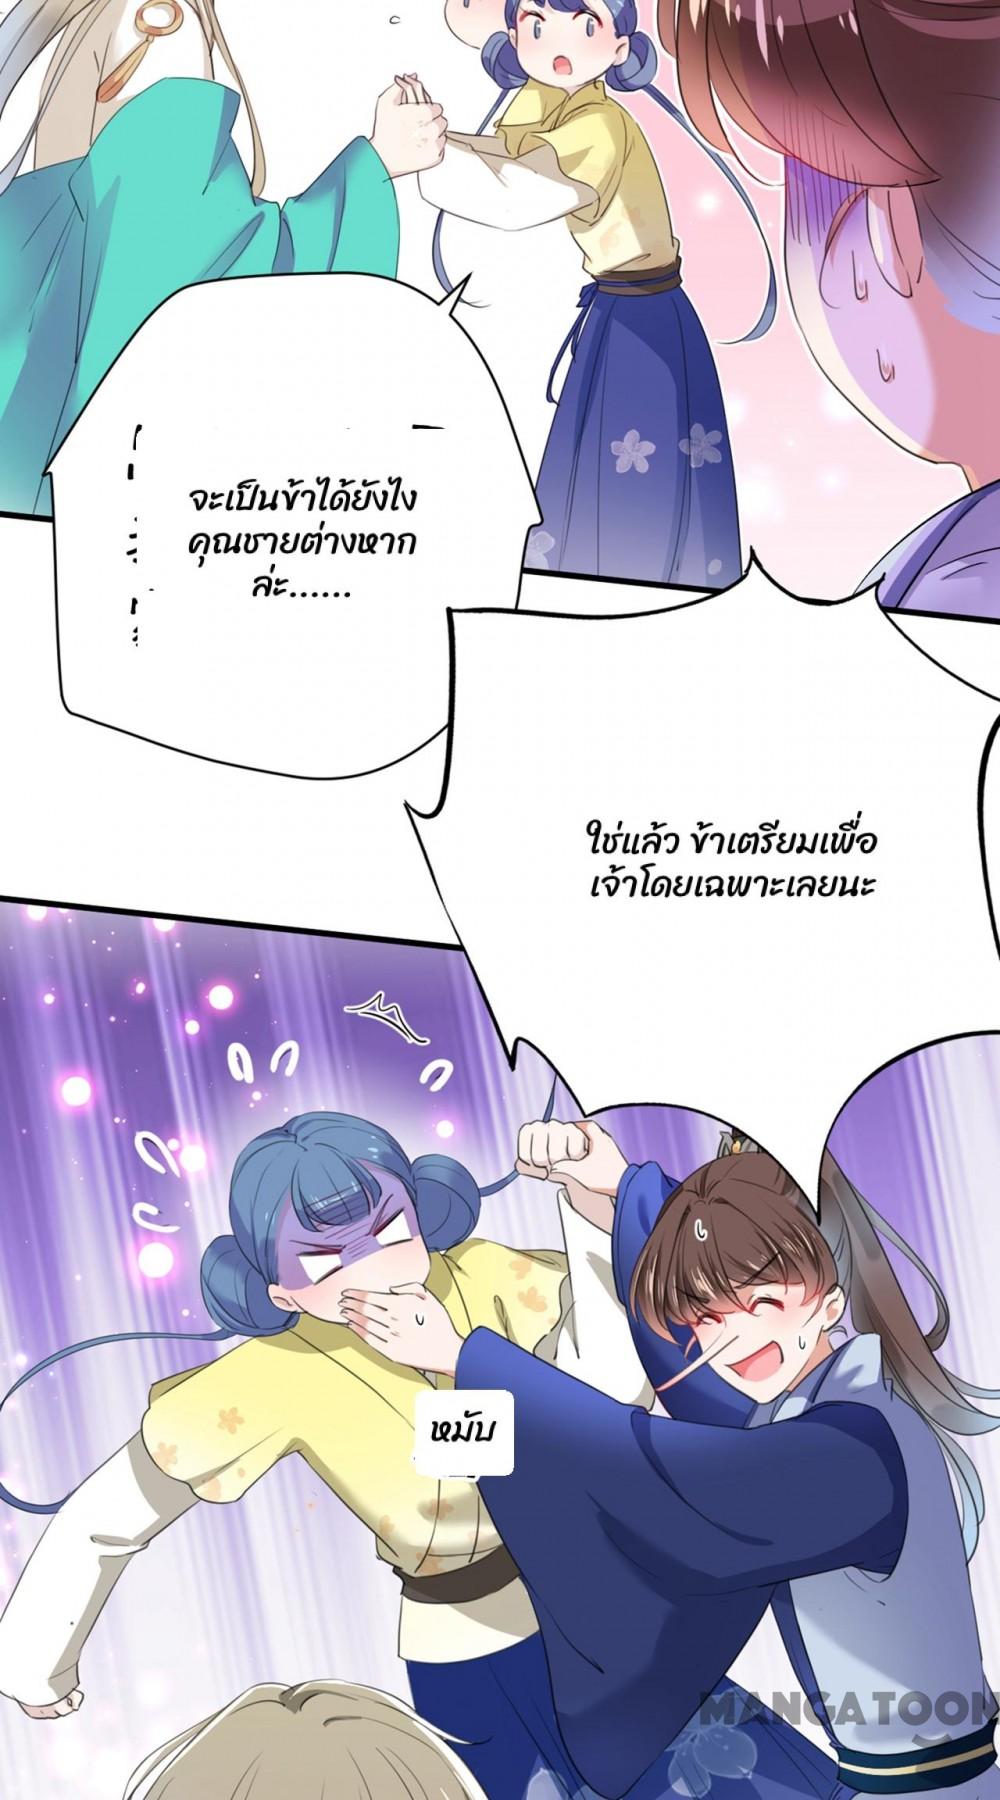 จะเป็นข้าได้ยังไง
คุณชายต่างหาก
ล่ะ......
ใช่แล้ว ข้าเตรียมเพื่อ
เจ้าโดยเฉพาะเลยนะ
หมับ
MANGATOON